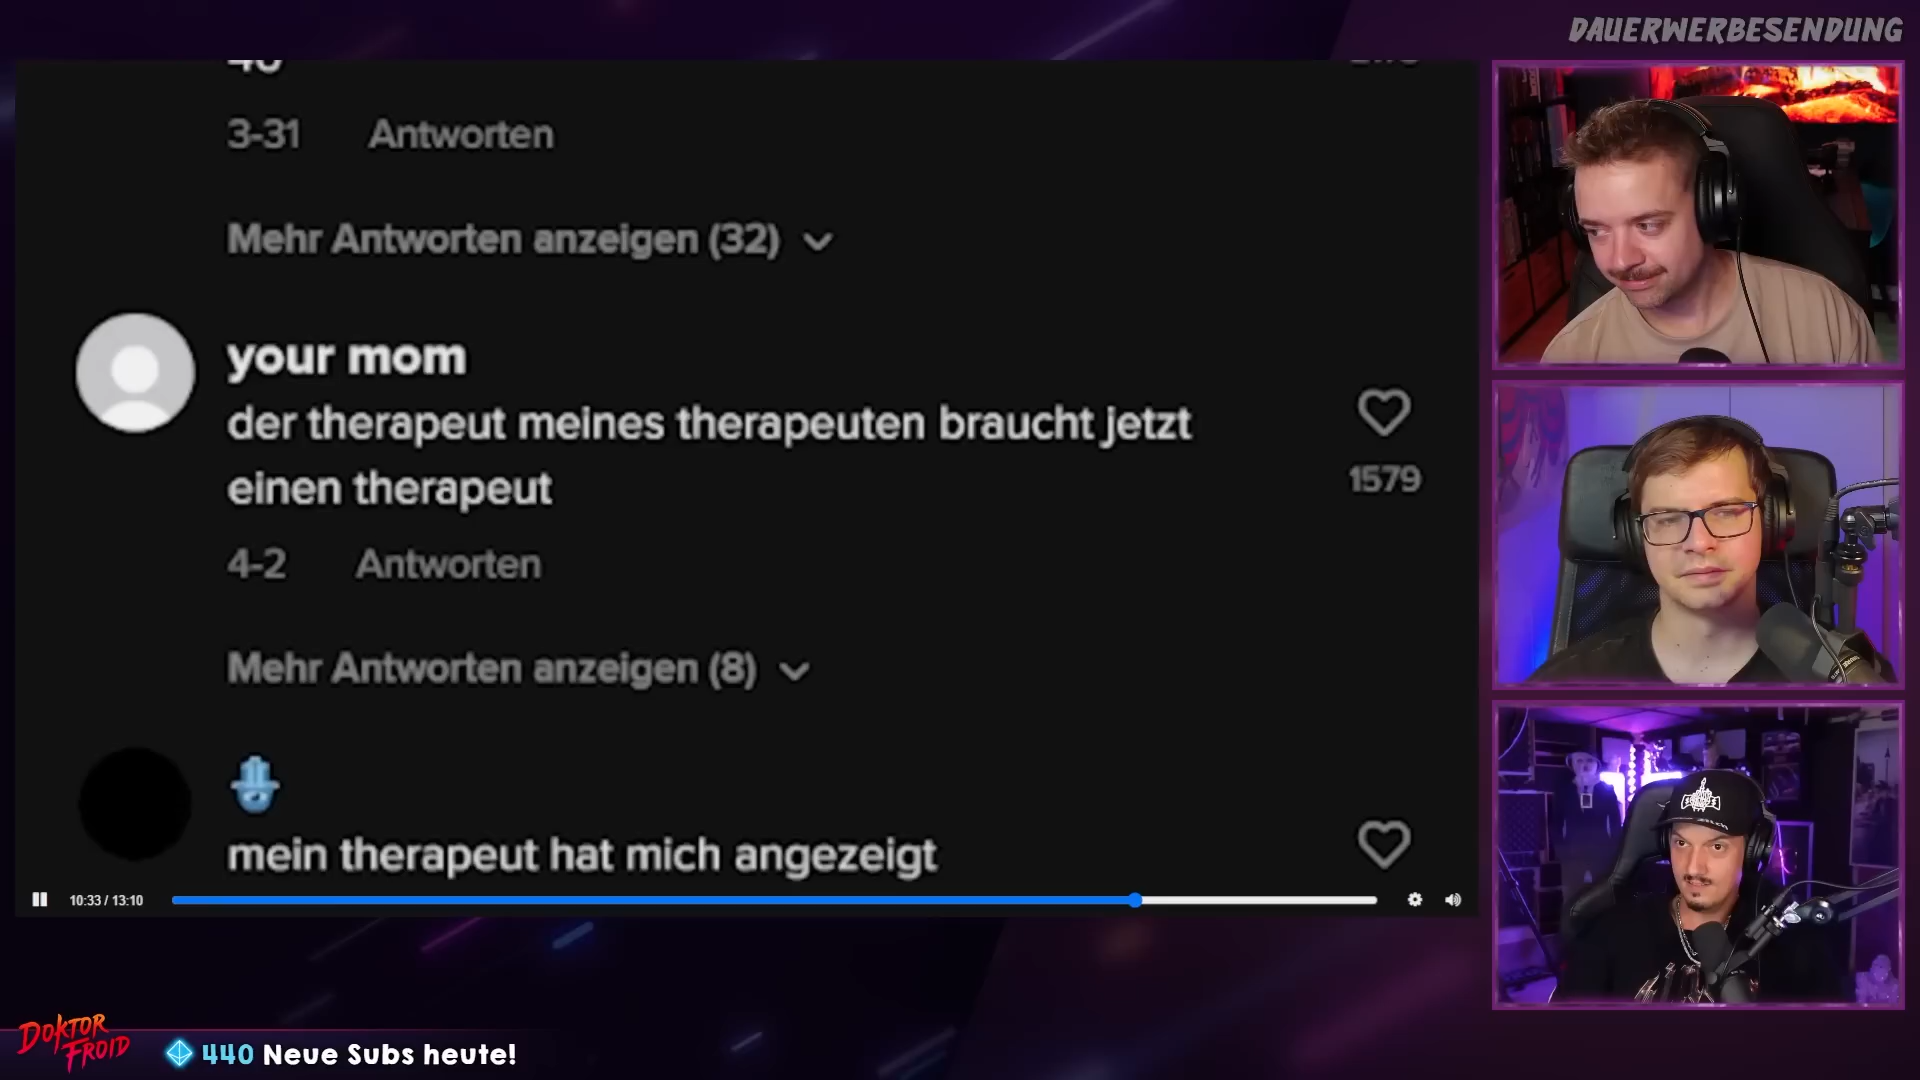 DAUERWERBESENDUNG
3-31 Antworten
Mehr Antworten anzeigen (32)
your mom
der therapeut meines therapeuten braucht jetzt
einen therapeut
1579
4-2 Antworten
Mehr Antworten anzeigen (8)
mein therapeut hat mich angezeigt
10:33 / 13:10
DOKTOR
FROID
440 Neue Subs heute!